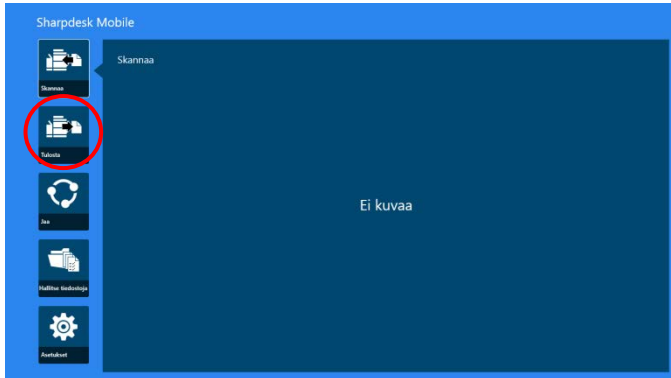 Sharpdesk Mobile
Skannaa
Skannaa
Tulosta
Jaa
Hallitse tiedostoja
Asetukset
Ei kuvaa